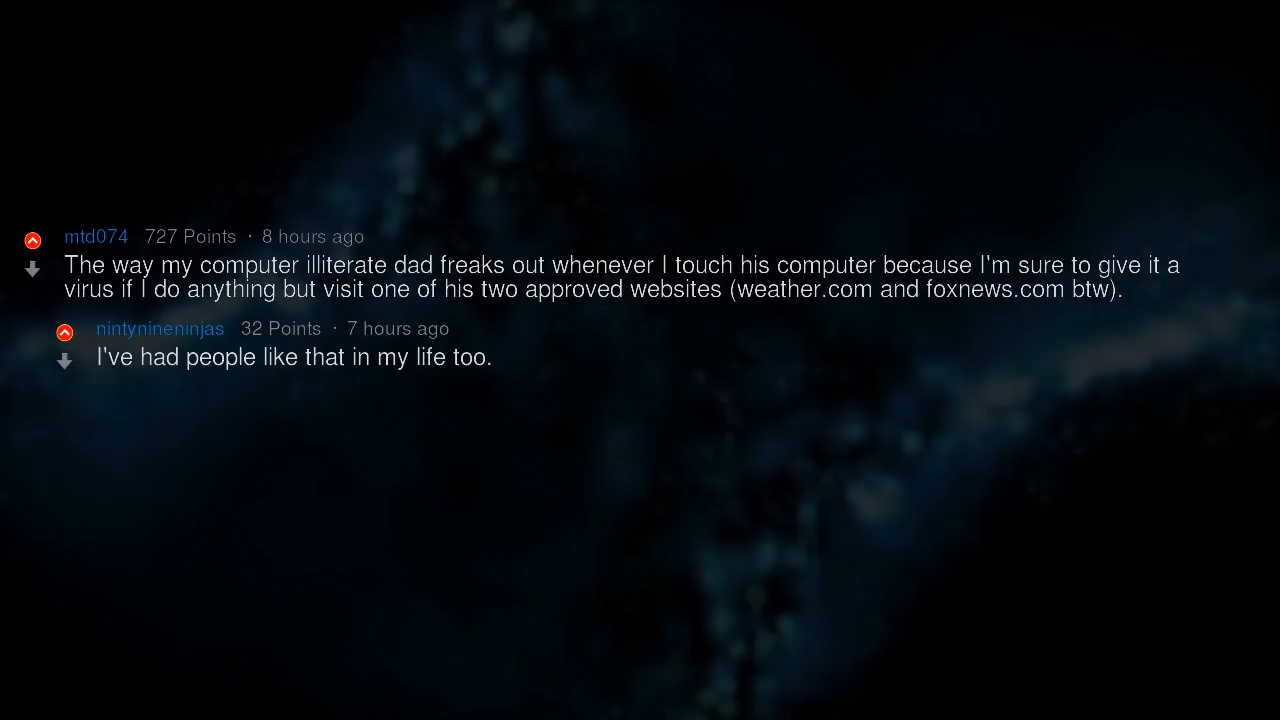 mtd074 727 Points · 8 hours ago
The way my computer illiterate dad freaks out whenever I touch his computer because I'm sure to give it a
virus if I do anything but visit one of his two approved websites (weather.com and foxnews.com btw).
nintynineninjas 32 Points · 7 hours ago
I've had people like that in my life too.